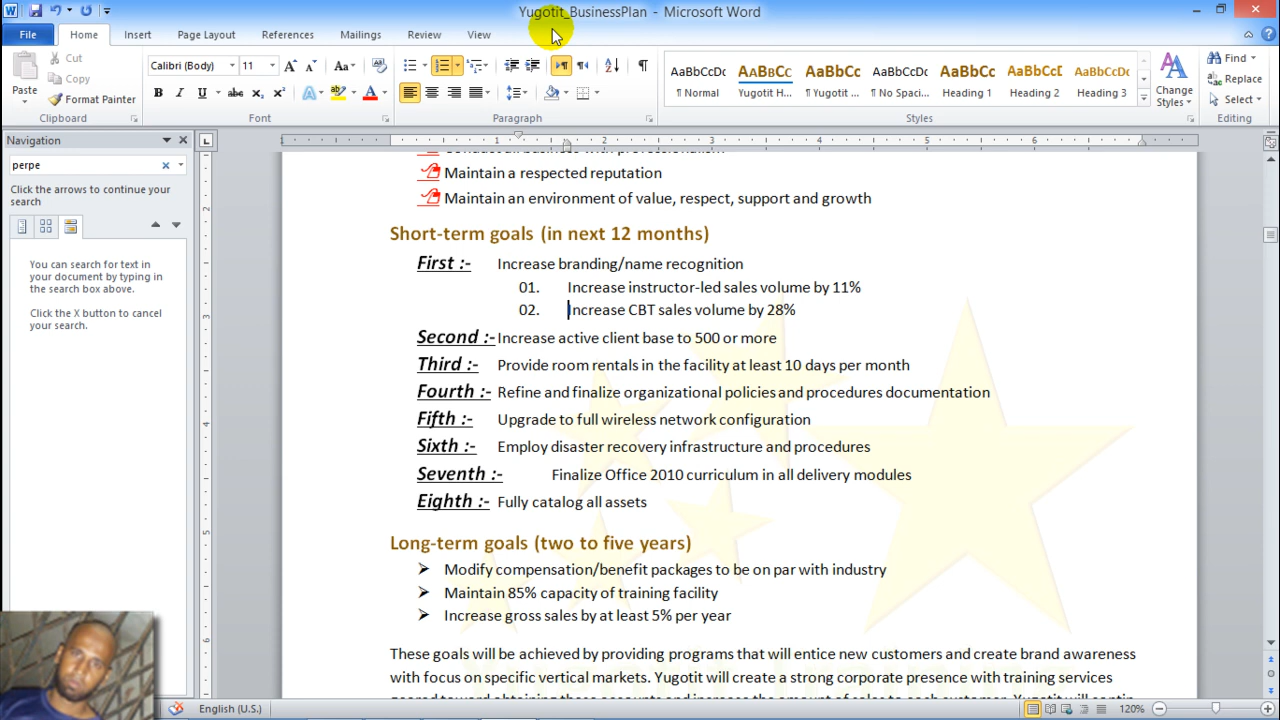 Yugotit_BusinessPlan - Microsoft Word
File Home Insert Page Layout References Mailings Review View
Paste
Cut
Copy
Format Painter
Clipboard
Calibri (Body) 11
Font
Paragraph
AaBbCcDc AaBbCc AaBbCc AaBbCcDc AaBbCc AaBbCc AaBbCcDc
¶ Normal Yugotit H... ¶ Yugotit ... ¶ No Spaci... Heading 1 Heading 2 Heading 3
Change
Styles
Styles
Find
Replace
Select
Editing
Navigation
perpe
Click the arrows to continue your
search
You can search for text in
your document by typing in
the search box above.
Click the X button to cancel
your search.
Maintain a respected reputation
Maintain an environment of value, respect, support and growth
Short-term goals (in next 12 months)
First :- Increase branding/name recognition
01. Increase instructor-led sales volume by 11%
02. Increase CBT sales volume by 28%
Second :- Increase active client base to 500 or more
Third :- Provide room rentals in the facility at least 10 days per month
Fourth :- Refine and finalize organizational policies and procedures documentation
Fifth :- Upgrade to full wireless network configuration
Sixth :- Employ disaster recovery infrastructure and procedures
Seventh :- Finalize Office 2010 curriculum in all delivery modules
Eighth :- Fully catalog all assets
Long-term goals (two to five years)
Modify compensation/benefit packages to be on par with industry
Maintain 85% capacity of training facility
Increase gross sales by at least 5% per year
These goals will be achieved by providing programs that will entice new customers and create brand awareness
with focus on specific vertical markets. Yugotit will create a strong corporate presence with training services
English (U.S.)
120%